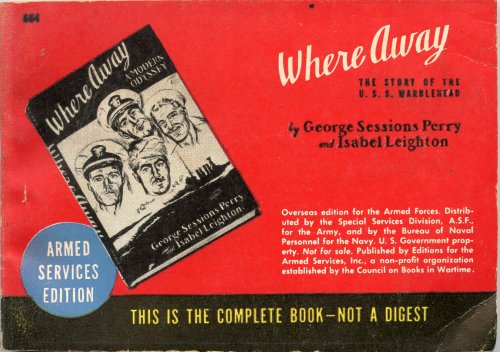 664
Where Away
A MODERN
ODYSSEY
Where Away
George Sessions Perry
and Isabel Leighton
Where Away
THE STORY OF THE
U. S. S. MARBLEHEAD
by George Sessions Perry
and Isabel Leighton
Overseas edition for the Armed Forces. Distrib-
uted by the Special Services Division, A.S.F.,
for the Army, and by the Bureau of Naval
Personnel for the Navy. U. S. Government prop-
erty. Not for sale. Published by Editions for the
Armed Services, Inc., a non-profit organization
established by the Council on Books in Wartime.
ARMED
SERVICES
EDITION
THIS IS THE COMPLETE BOOK—NOT A DIGEST